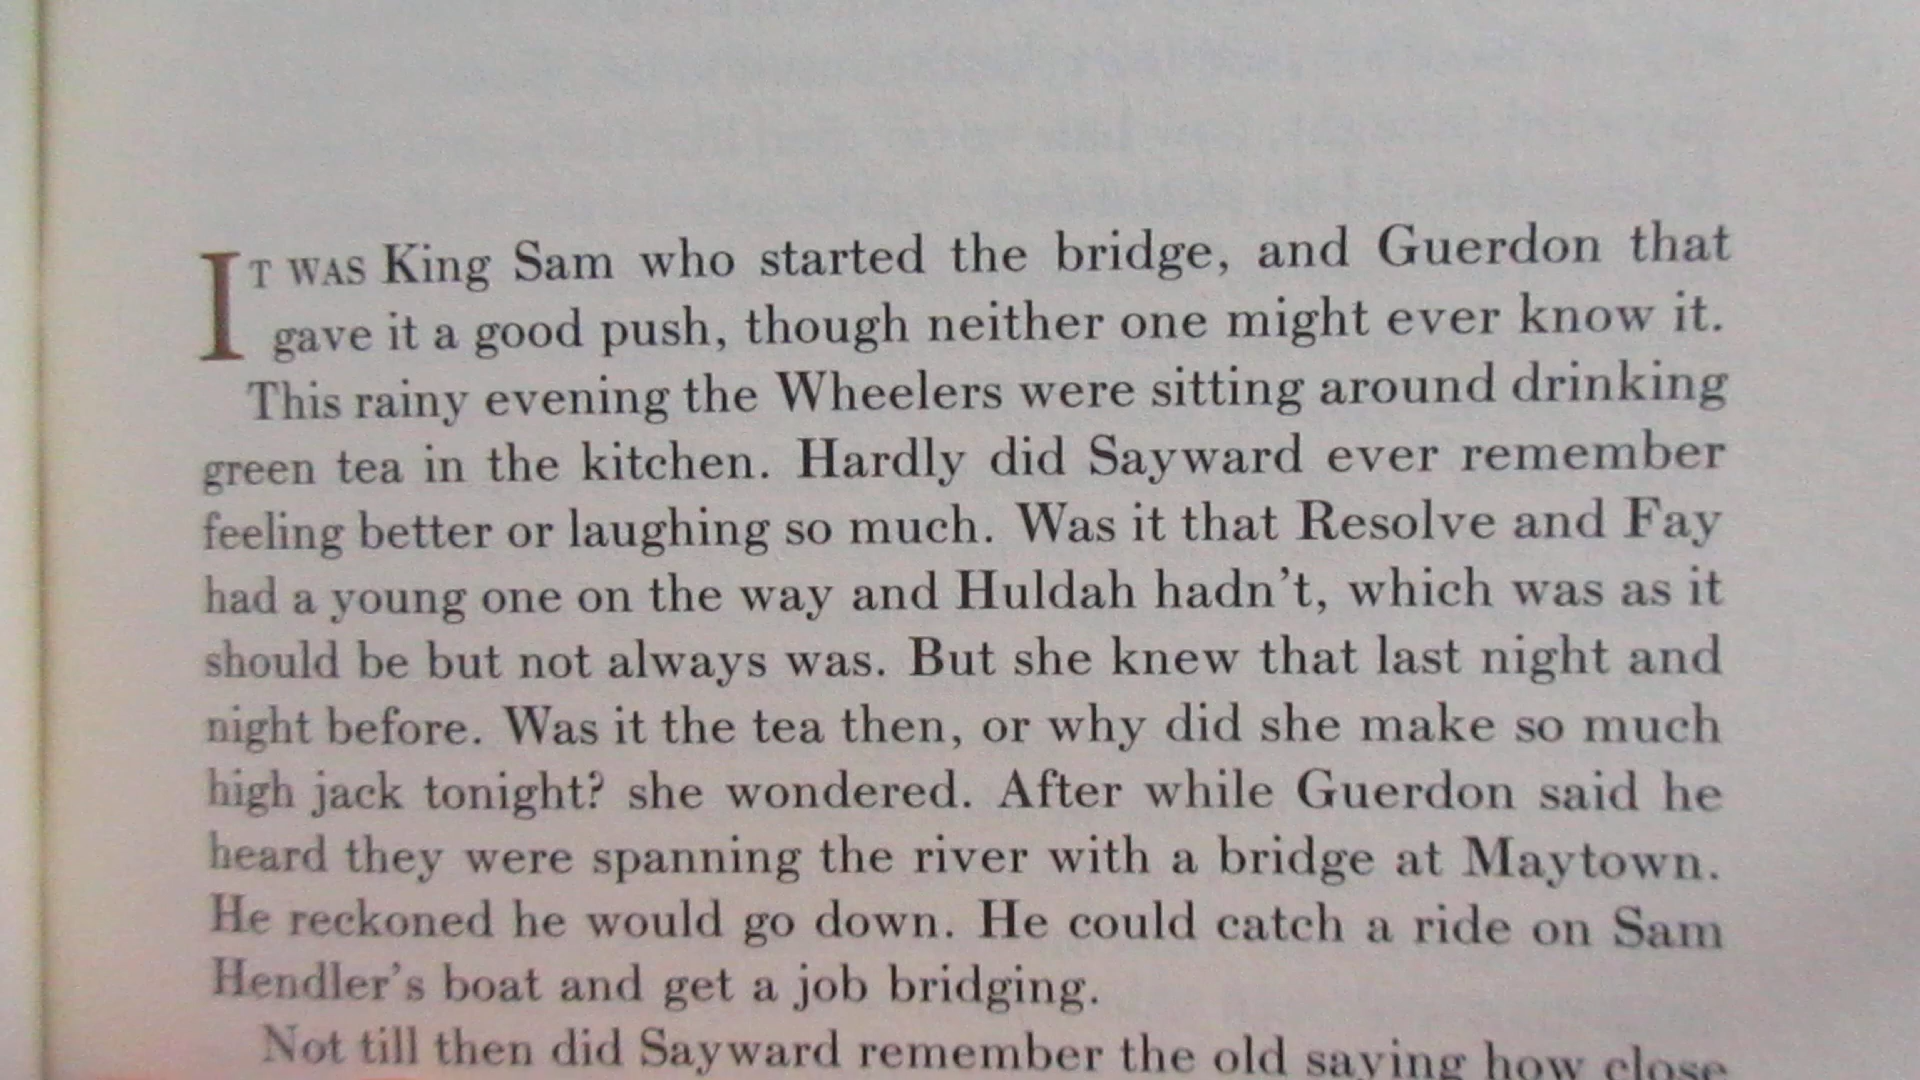 IT WAS King Sam who started the bridge, and Guerdon that
gave it a good push, though neither one might ever know it.
This rainy evening the Wheelers were sitting around drinking
green tea in the kitchen. Hardly did Sayward ever remember
feeling better or laughing so much. Was it that Resolve and Fay
had a young one on the way and Huldah hadn't, which was as it
should be but not always was. But she knew that last night and
night before. Was it the tea then, or why did she make so much
high jack tonight? she wondered. After while Guerdon said he
heard they were spanning the river with a bridge at Maytown.
He reckoned he would go down. He could catch a ride on Sam
Hendler's boat and get a job bridging.
Not till then did Sayward remember the old saying how close